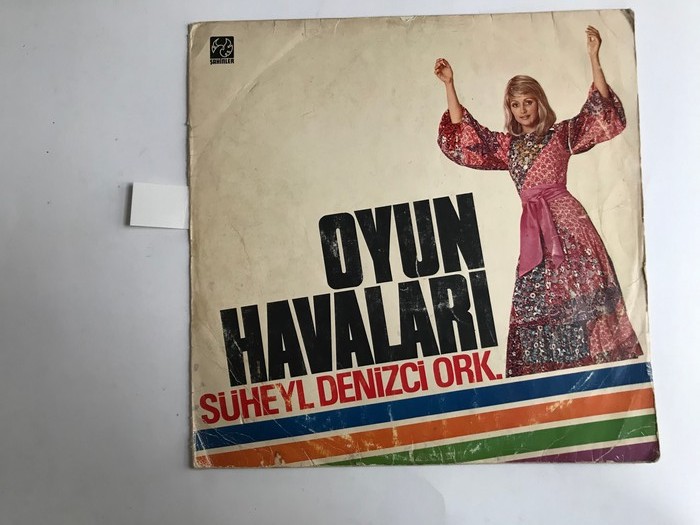 ŞAHİNLER
OYUN
HAVALARI
SÜHEYL DENİZCİ ORK.